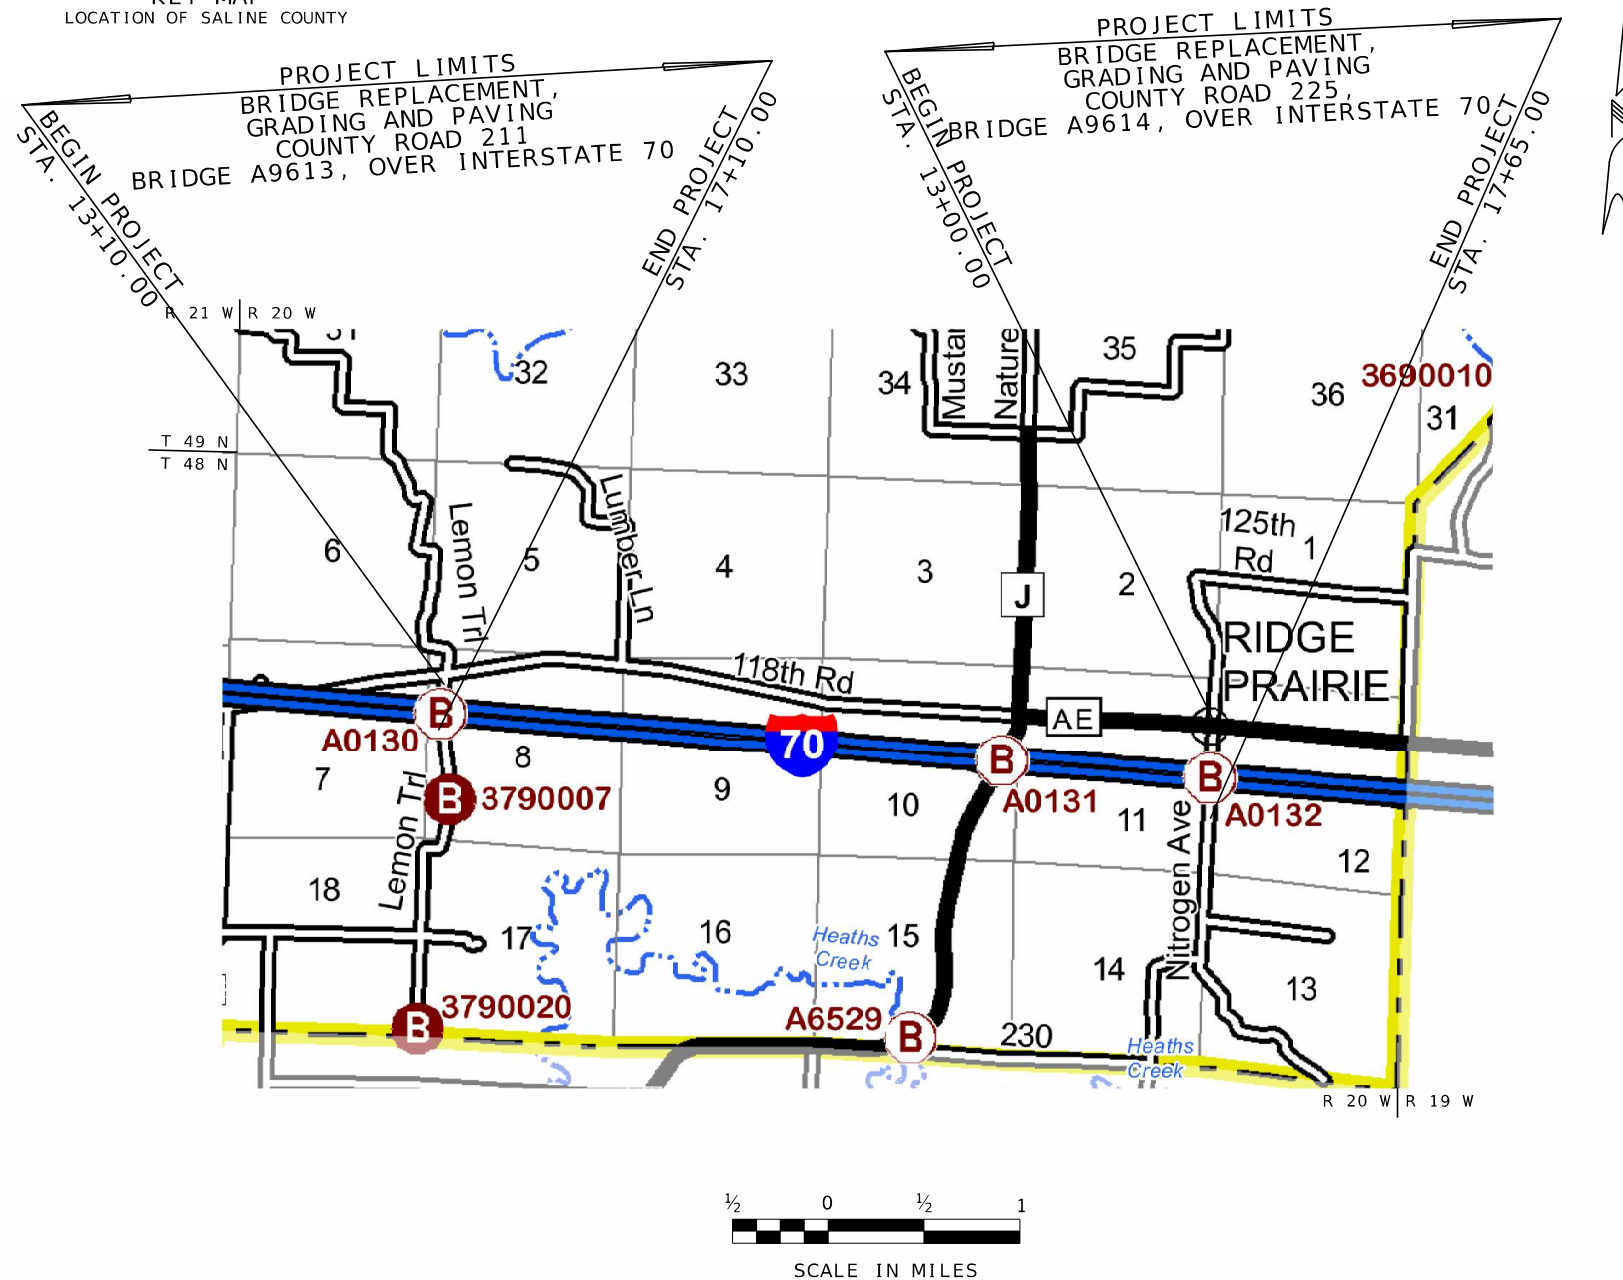 KEY MAP
LOCATION OF SALINE COUNTY
PROJECT LIMITS
BRIDGE REPLACEMENT,
GRADING AND PAVING
COUNTY ROAD 211
BRIDGE A9613, OVER INTERSTATE 70
BEGIN PROJECT
STA. 13+10.00
END PROJECT
STA. 17+10.00
PROJECT LIMITS
BRIDGE REPLACEMENT,
GRADING AND PAVING
COUNTY ROAD 225,
BRIDGE A9614, OVER INTERSTATE 70
BEGIN PROJECT
STA. 13+00.00
END PROJECT
STA. 17+65.00
R 21 W R 20 W
31
32
33
34
Mustai
Nature
35
36
3690010
31
T 49 N
T 48 N
6
Lemon Trl
5
Lumber Ln
4
3
J
2
125th
Rd
1
RIDGE
PRAIRIE
118th Rd
AE
B
A0130
70
B
A0131
B
A0132
7
8
9
10
11
12
B
3790007
Lemon Trl
Nitrogen Ave
18
17
16
15
14
13
Heaths
Creek
B
3790020
A6529
B
230
Heaths
Creek
R 20 W R 19 W
½ 0 ½ 1
SCALE IN MILES